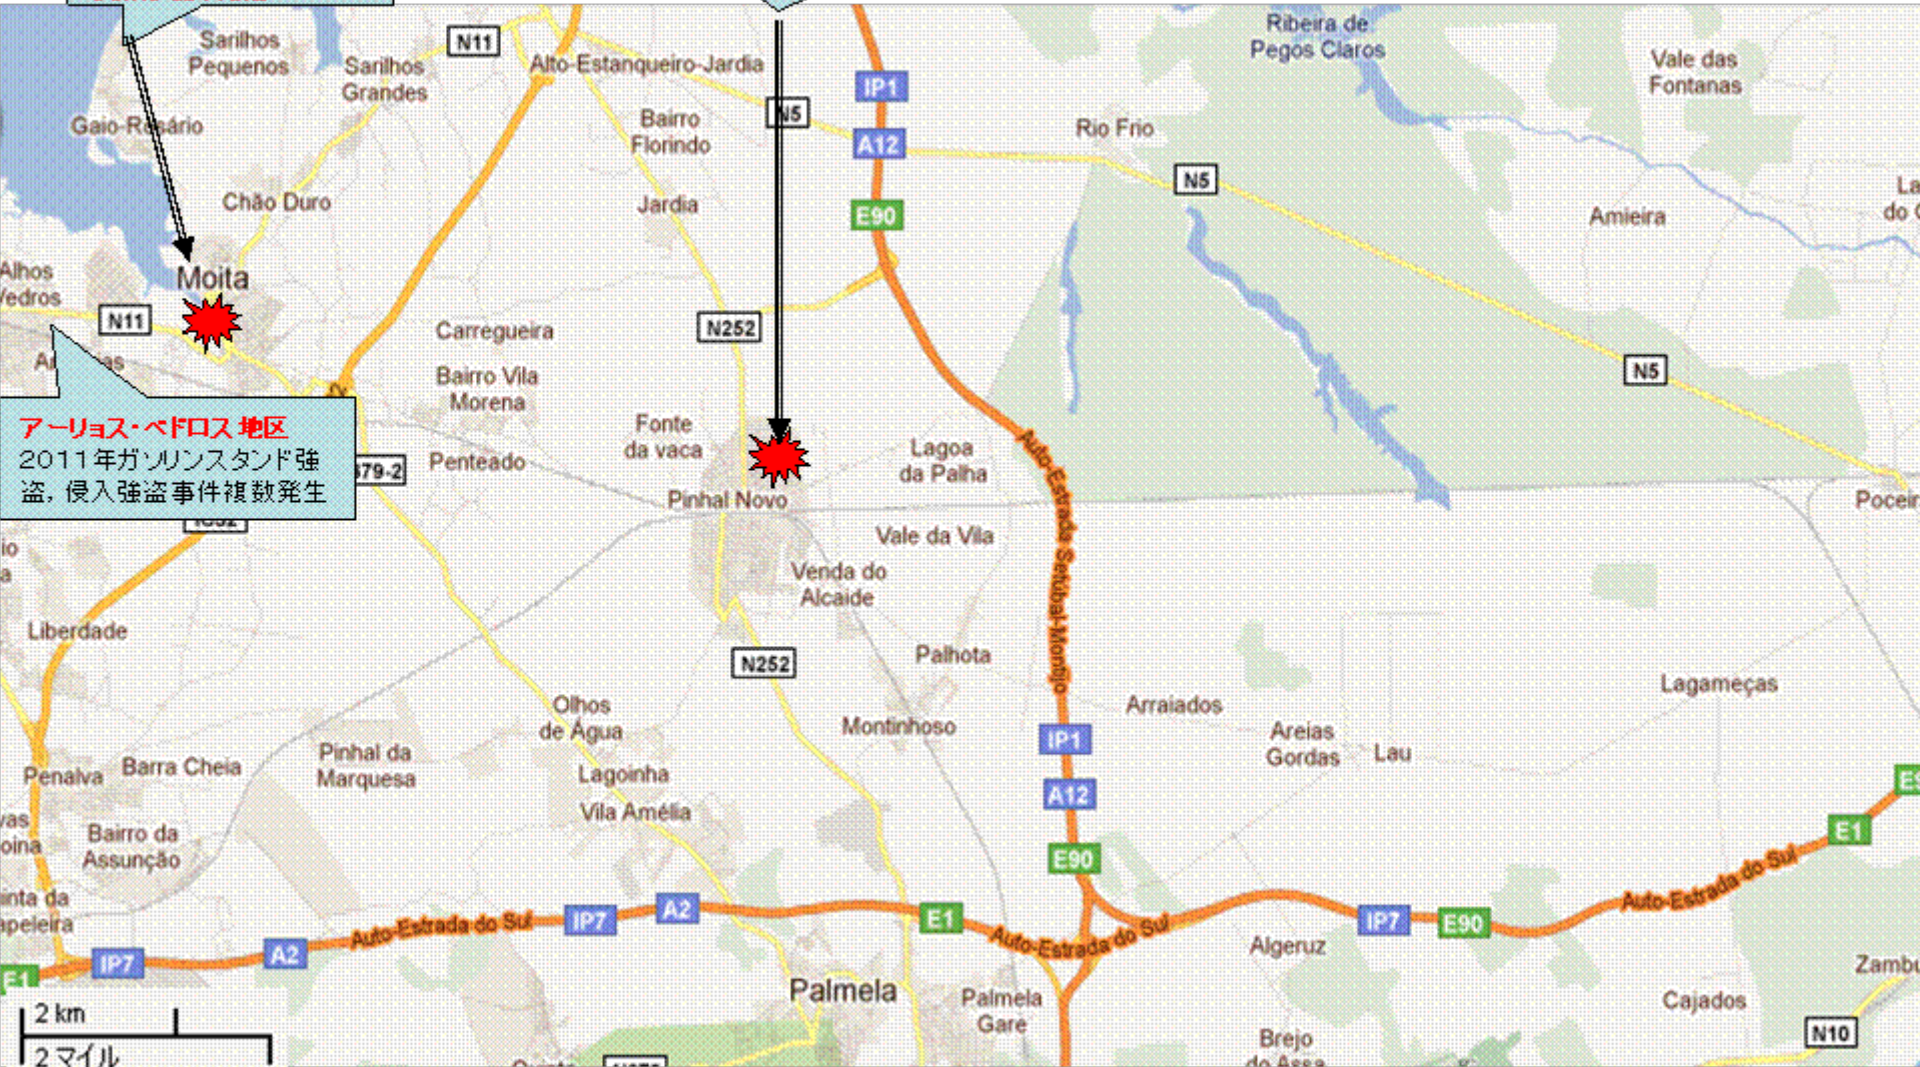 Sarilhos
Pequenos
N11
Sarilhos
Grandes
Alto-Estanqueiro-Jardia
IP1
Ribeira de
Pegos Claros
Vale das
Fontanas
Gaio-Rosário
Bairro
Florindo
N5
A12
Rio Frio
N5
Chão Duro
Jardia
E90
Amieira
Alhos
Vedros
Moita
N11
Carregueira
N252
Bairro Vila
Morena
N5
アーリョス・ベドロス地区
2011年ガソリンスタンド強
盗，侵入強盗事件複数発生
Fonte
da vaca
Lagoa
da Palha
Penteado
379-2
Pinhal Novo
Auto-Estrada Setúbal-Montijo
Vale da Vila
Venda do
Alcaide
Liberdade
Palhota
N252
Lagameças
Olhos
de Água
Montinhoso
Arraiados
IP1
Areias
Gordas
Lau
Pinhal da
Marquesa
Penalva
Barra Cheia
Lagoinha
Vila Amélia
A12
Bairro da
Assunção
E1
E90
Auto-Estrada do Sul
A2
IP7
Auto-Estrada do Sul
E1
Auto-Estrada do Sul
IP7
E90
Algeruz
IP7
A2
E1
Palmela
Palmela
Gare
Cajados
N10
2 km
Brejo
2 マイル